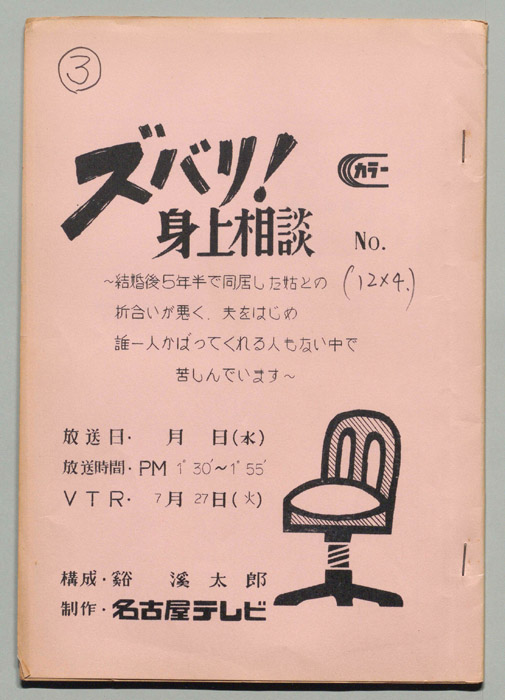 ③
ズバリ!
カラー
身上相談 No.
~結婚後5年半で同居した姑との (12×4.)
折合いが悪く、夫をはじめ
誰一人かばってくれる人もない中で
苦しんでいます~
放送日・ 月 日(水)
放送時間・PM 1°30′~1°55′
VTR・ 7月27日(火)
構成・谿 溪太郎
制作・名古屋テレビ